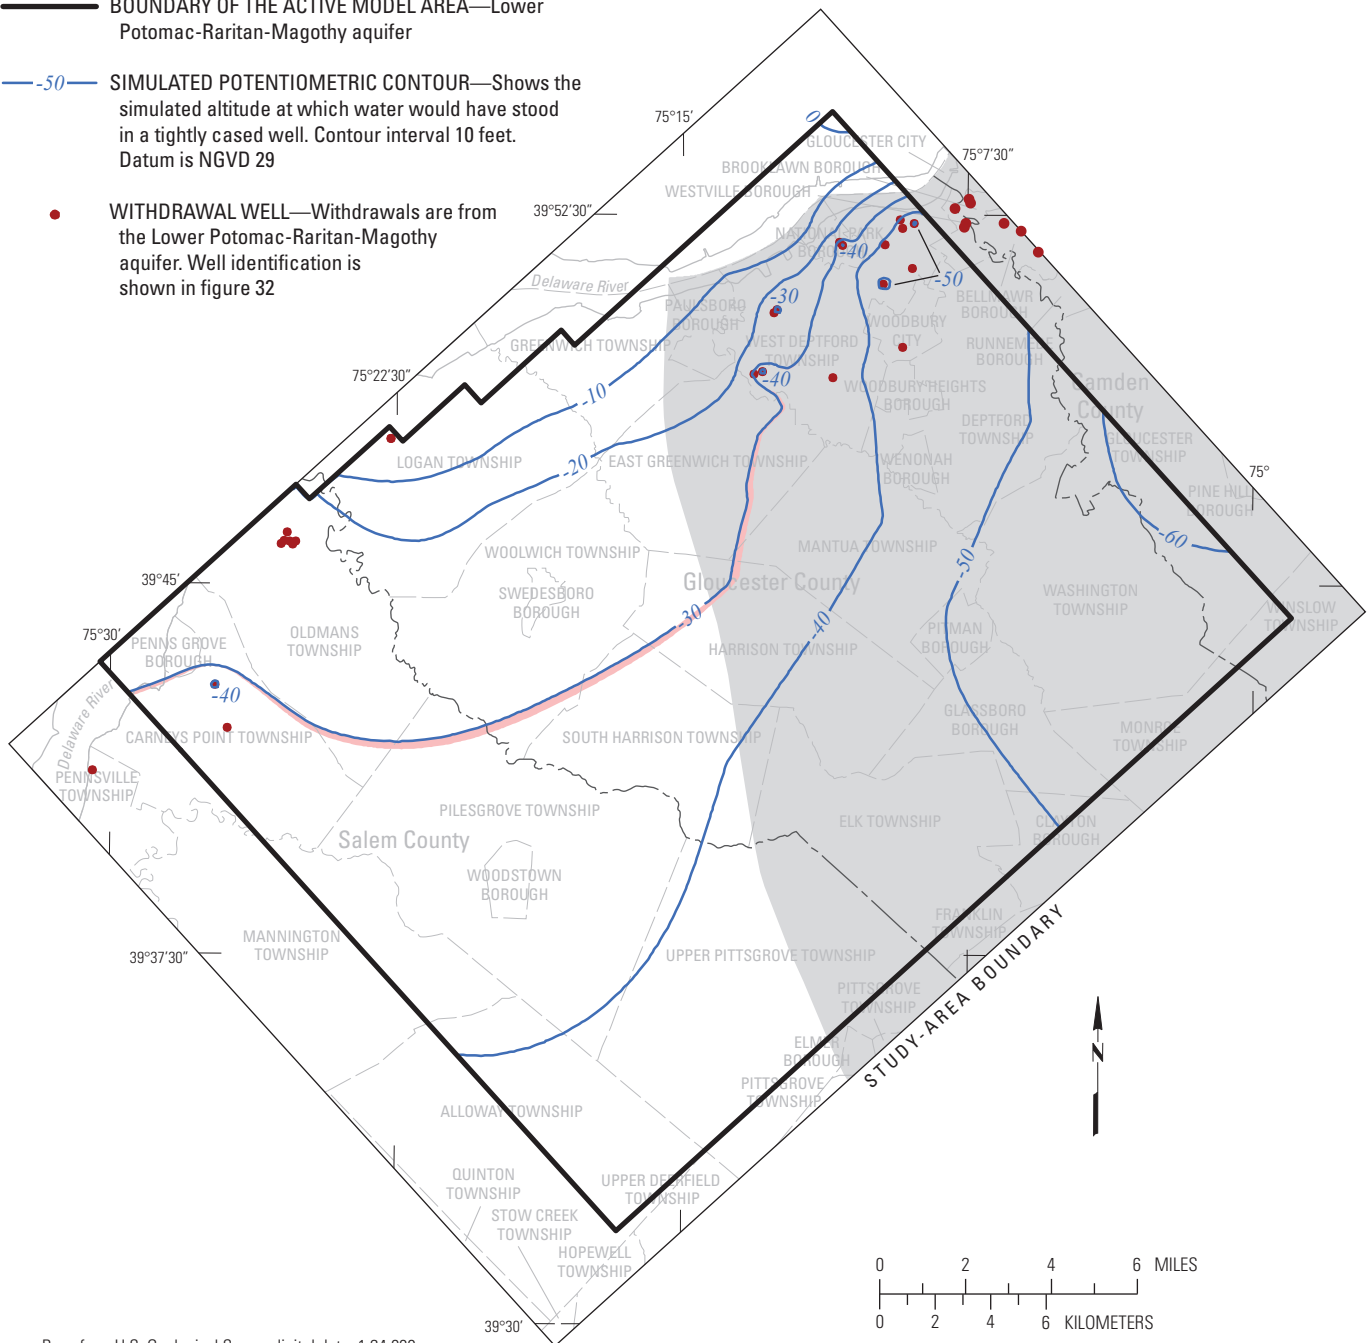 BOUNDARY OF THE ACTIVE MODEL AREA—Lower
Potomac-Raritan-Magothy aquifer
-50
SIMULATED POTENTIOMETRIC CONTOUR—Shows the
simulated altitude at which water would have stood
in a tightly cased well. Contour interval 10 feet.
Datum is NGVD 29
WITHDRAWAL WELL—Withdrawals are from
the Lower Potomac-Raritan-Magothy
aquifer. Well identification is
shown in figure 32
75°15'
0
GLOUCESTER CITY
75°7'30"
BROOKLAWN BOROUGH
WESTVILLE BOROUGH
39°52'30"
NATIONAL PARK
BOROUGH
-40
Delaware River
-50
-30
PAULSBORO
BOROUGH
BELLMAWR
BOROUGH
WOODBURY
CITY
WEST DEPTFORD
TOWNSHIP
RUNNEMEDE
BOROUGH
GREENWICH TOWNSHIP
75°22'30"
-40
WOODBURY HEIGHTS
BOROUGH
Camden
County
-10
DEPTFORD
TOWNSHIP
GLOUCESTER
TOWNSHIP
LOGAN TOWNSHIP
-20
EAST GREENWICH TOWNSHIP
WENONAH
BOROUGH
75°
PINE HILL
BOROUGH
-60
WOOLWICH TOWNSHIP
MANTUA TOWNSHIP
-50
39°45'
Gloucester County
SWEDESBORO
BOROUGH
WASHINGTON
TOWNSHIP
WINSLOW
TOWNSHIP
-30
-40
75°30'
PENNS GROVE
BOROUGH
OLDMANS
TOWNSHIP
PITMAN
BOROUGH
HARRISON TOWNSHIP
-40
Delaware River
GLASSBORO
BOROUGH
CARNEYS POINT TOWNSHIP
SOUTH HARRISON TOWNSHIP
MONROE
TOWNSHIP
PENNSVILLE
TOWNSHIP
PILESGROVE TOWNSHIP
ELK TOWNSHIP
CLAYTON
BOROUGH
Salem County
WOODSTOWN
BOROUGH
FRANKLIN
TOWNSHIP
MANNINGTON
TOWNSHIP
39°37'30"
UPPER PITTSGROVE TOWNSHIP
PITTSGROVE
TOWNSHIP
STUDY-AREA BOUNDARY
ELMER
BOROUGH
N
PITTSGROVE
TOWNSHIP
ALLOWAY TOWNSHIP
QUINTON
TOWNSHIP
UPPER DEERFIELD
TOWNSHIP
STOW CREEK
TOWNSHIP
HOPEWELL
TOWNSHIP
0 2 4 6 MILES
0 2 4 6 KILOMETERS
39°30'